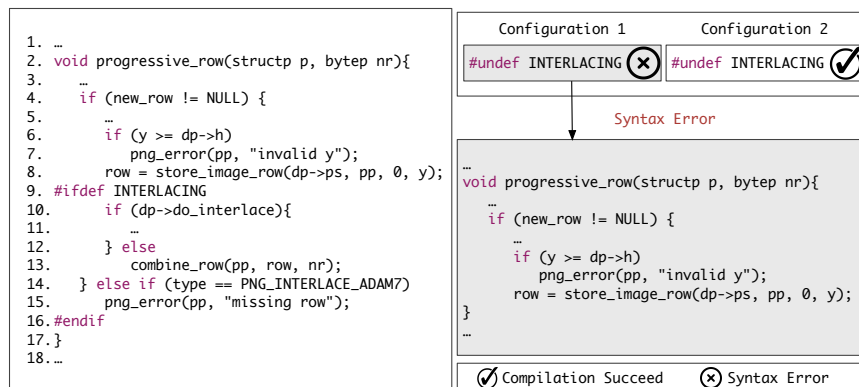 1. …
2. void progressive_row(structp p, bytep nr){
3. …
4. if (new_row != NULL) {
5. …
6. if (y >= dp->h)
7. png_error(pp, "invalid y");
8. row = store_image_row(dp->ps, pp, 0, y);
9. #ifdef INTERLACING
10. if (dp->do_interlace){
11. …
12. } else
13. combine_row(pp, row, nr);
14. } else if (type == PNG_INTERLACE_ADAM7)
15. png_error(pp, "missing row");
16. #endif
17. }
18. …
Configuration 1
Configuration 2
#undef INTERLACING
#undef INTERLACING
Syntax Error
…
void progressive_row(structp p, bytep nr){
…
if (new_row != NULL) {
…
if (y >= dp->h)
png_error(pp, "invalid y");
row = store_image_row(dp->ps, pp, 0, y);
}
…
Compilation Succeed
Syntax Error